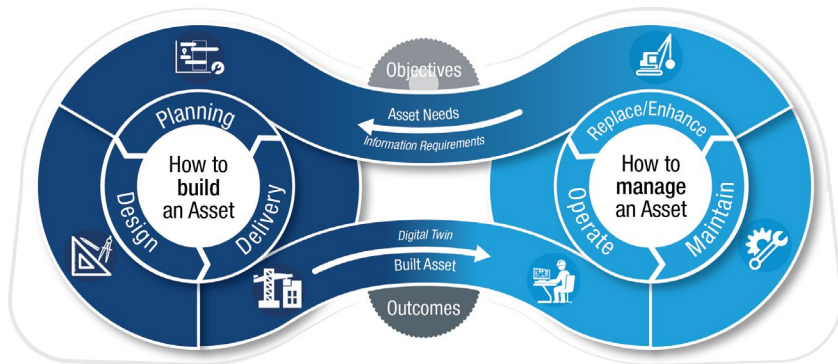 Objectives
Asset Needs
Information Requirements
Planning
Design
Delivery
How to
build
an Asset
Replace/Enhance
Operate
Maintain
How to
manage
an Asset
Digital Twin
Built Asset
Outcomes